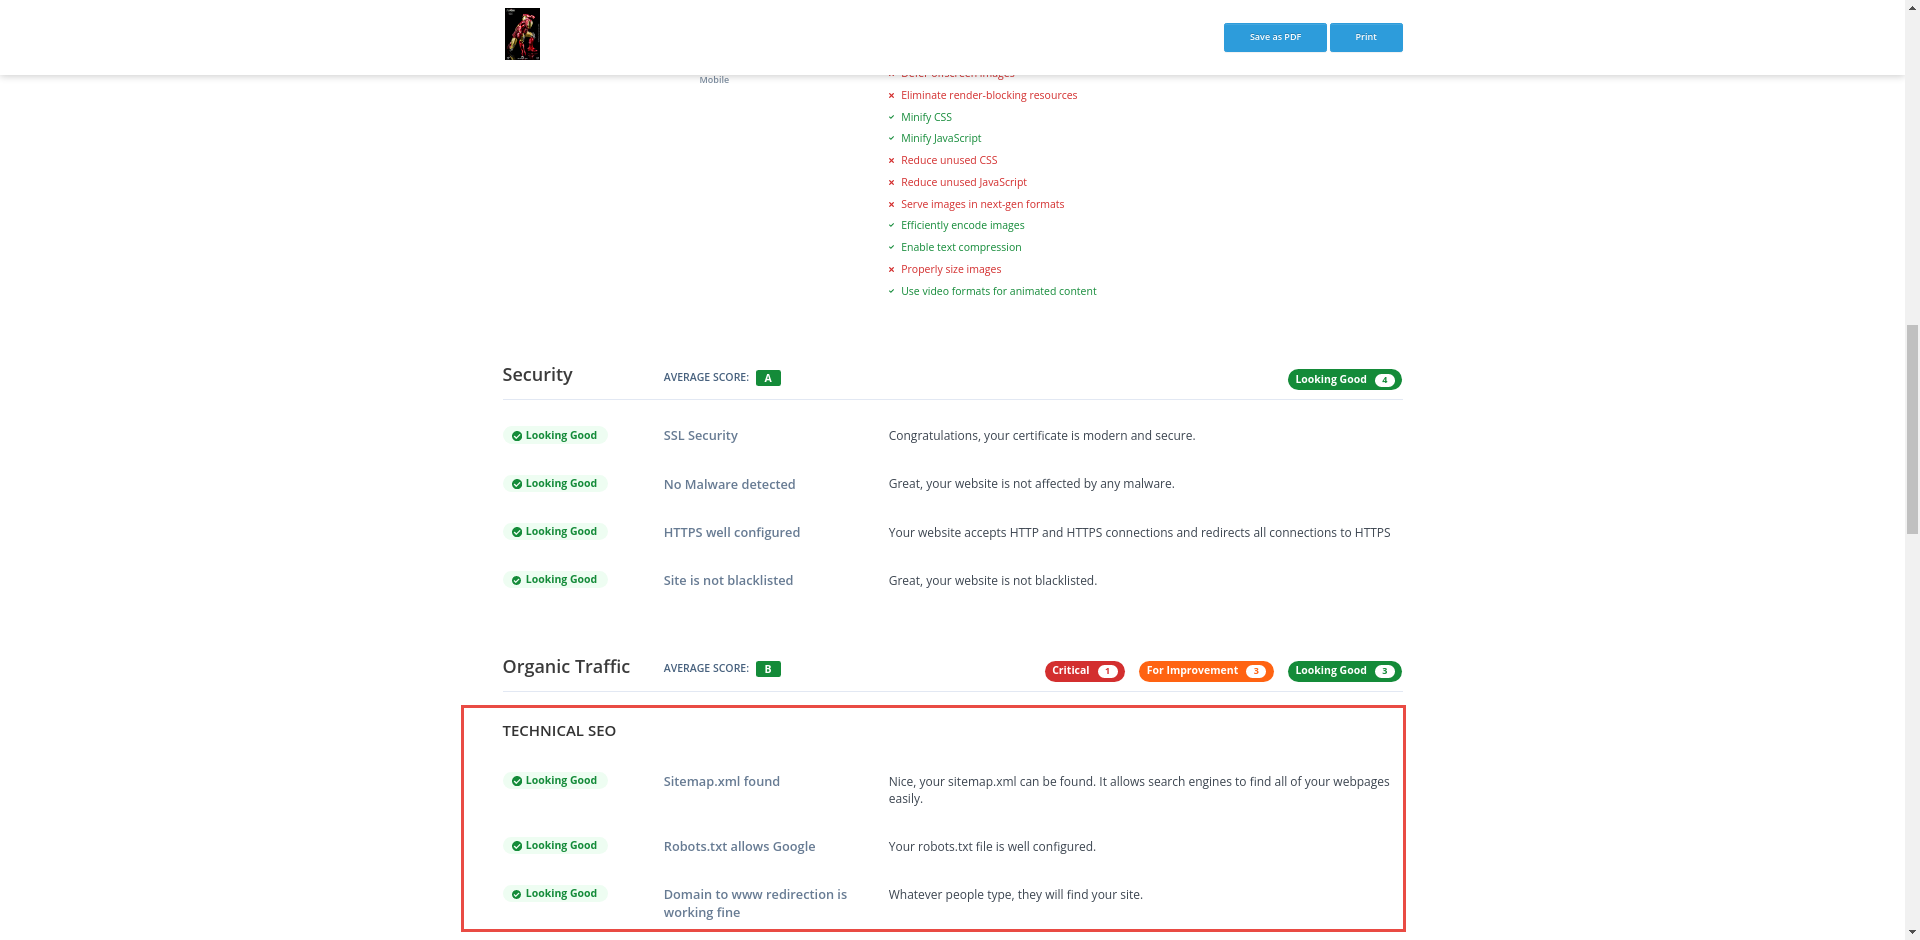 Save as PDF
Print
Mobile
Defer offscreen images
Eliminate render-blocking resources
Minify CSS
Minify JavaScript
Reduce unused CSS
Reduce unused JavaScript
Serve images in next-gen formats
Efficiently encode images
Enable text compression
Properly size images
Use video formats for animated content
Security AVERAGE SCORE: A Looking Good 4
Looking Good SSL Security Congratulations, your certificate is modern and secure.
Looking Good No Malware detected Great, your website is not affected by any malware.
Looking Good HTTPS well configured Your website accepts HTTP and HTTPS connections and redirects all connections to HTTPS
Looking Good Site is not blacklisted Great, your website is not blacklisted.
Organic Traffic AVERAGE SCORE: B Critical 1 For Improvement 3 Looking Good 3
TECHNICAL SEO
Looking Good Sitemap.xml found Nice, your sitemap.xml can be found. It allows search engines to find all of your webpages
easily.
Looking Good Robots.txt allows Google Your robots.txt file is well configured.
Looking Good Domain to www redirection is Whatever people type, they will find your site.
working fine